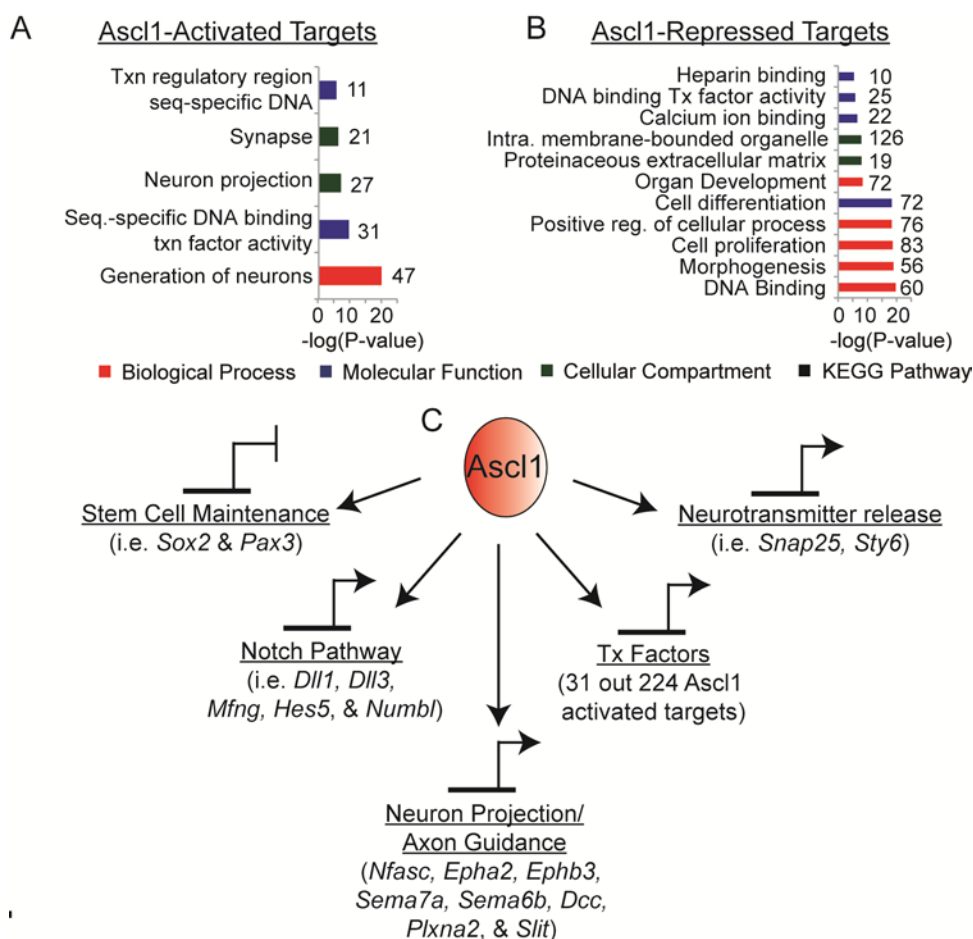 A
Ascl1-Activated Targets
Txn regulatory region
seq-specific DNA
11
Synapse
21
Neuron projection
27
Seq.-specific DNA binding
txn factor activity
31
Generation of neurons
47
0 10 20
-log(P-value)
B
Ascl1-Repressed Targets
Heparin binding
10
DNA binding Tx factor activity
25
Calcium ion binding
22
Intra. membrane-bounded organelle
126
Proteinaceous extracellular matrix
19
Organ Development
72
Cell differentiation
72
Positive reg. of cellular process
76
Cell proliferation
83
Morphogenesis
56
DNA Binding
60
0 10 20
-log(P-value)
Biological Process
Molecular Function
Cellular Compartment
KEGG Pathway
C
Ascl1
Stem Cell Maintenance
(i.e. Sox2 & Pax3)
Neurotransmitter release
(i.e. Snap25, Sty6)
Notch Pathway
(i.e. Dll1, Dll3,
Mfng, Hes5, & Numbl)
Tx Factors
(31 out 224 Ascl1
activated targets)
Neuron Projection/
Axon Guidance
(Nfasc, Epha2, Ephb3,
Sema7a, Sema6b, Dcc,
Plxna2, & Slit)